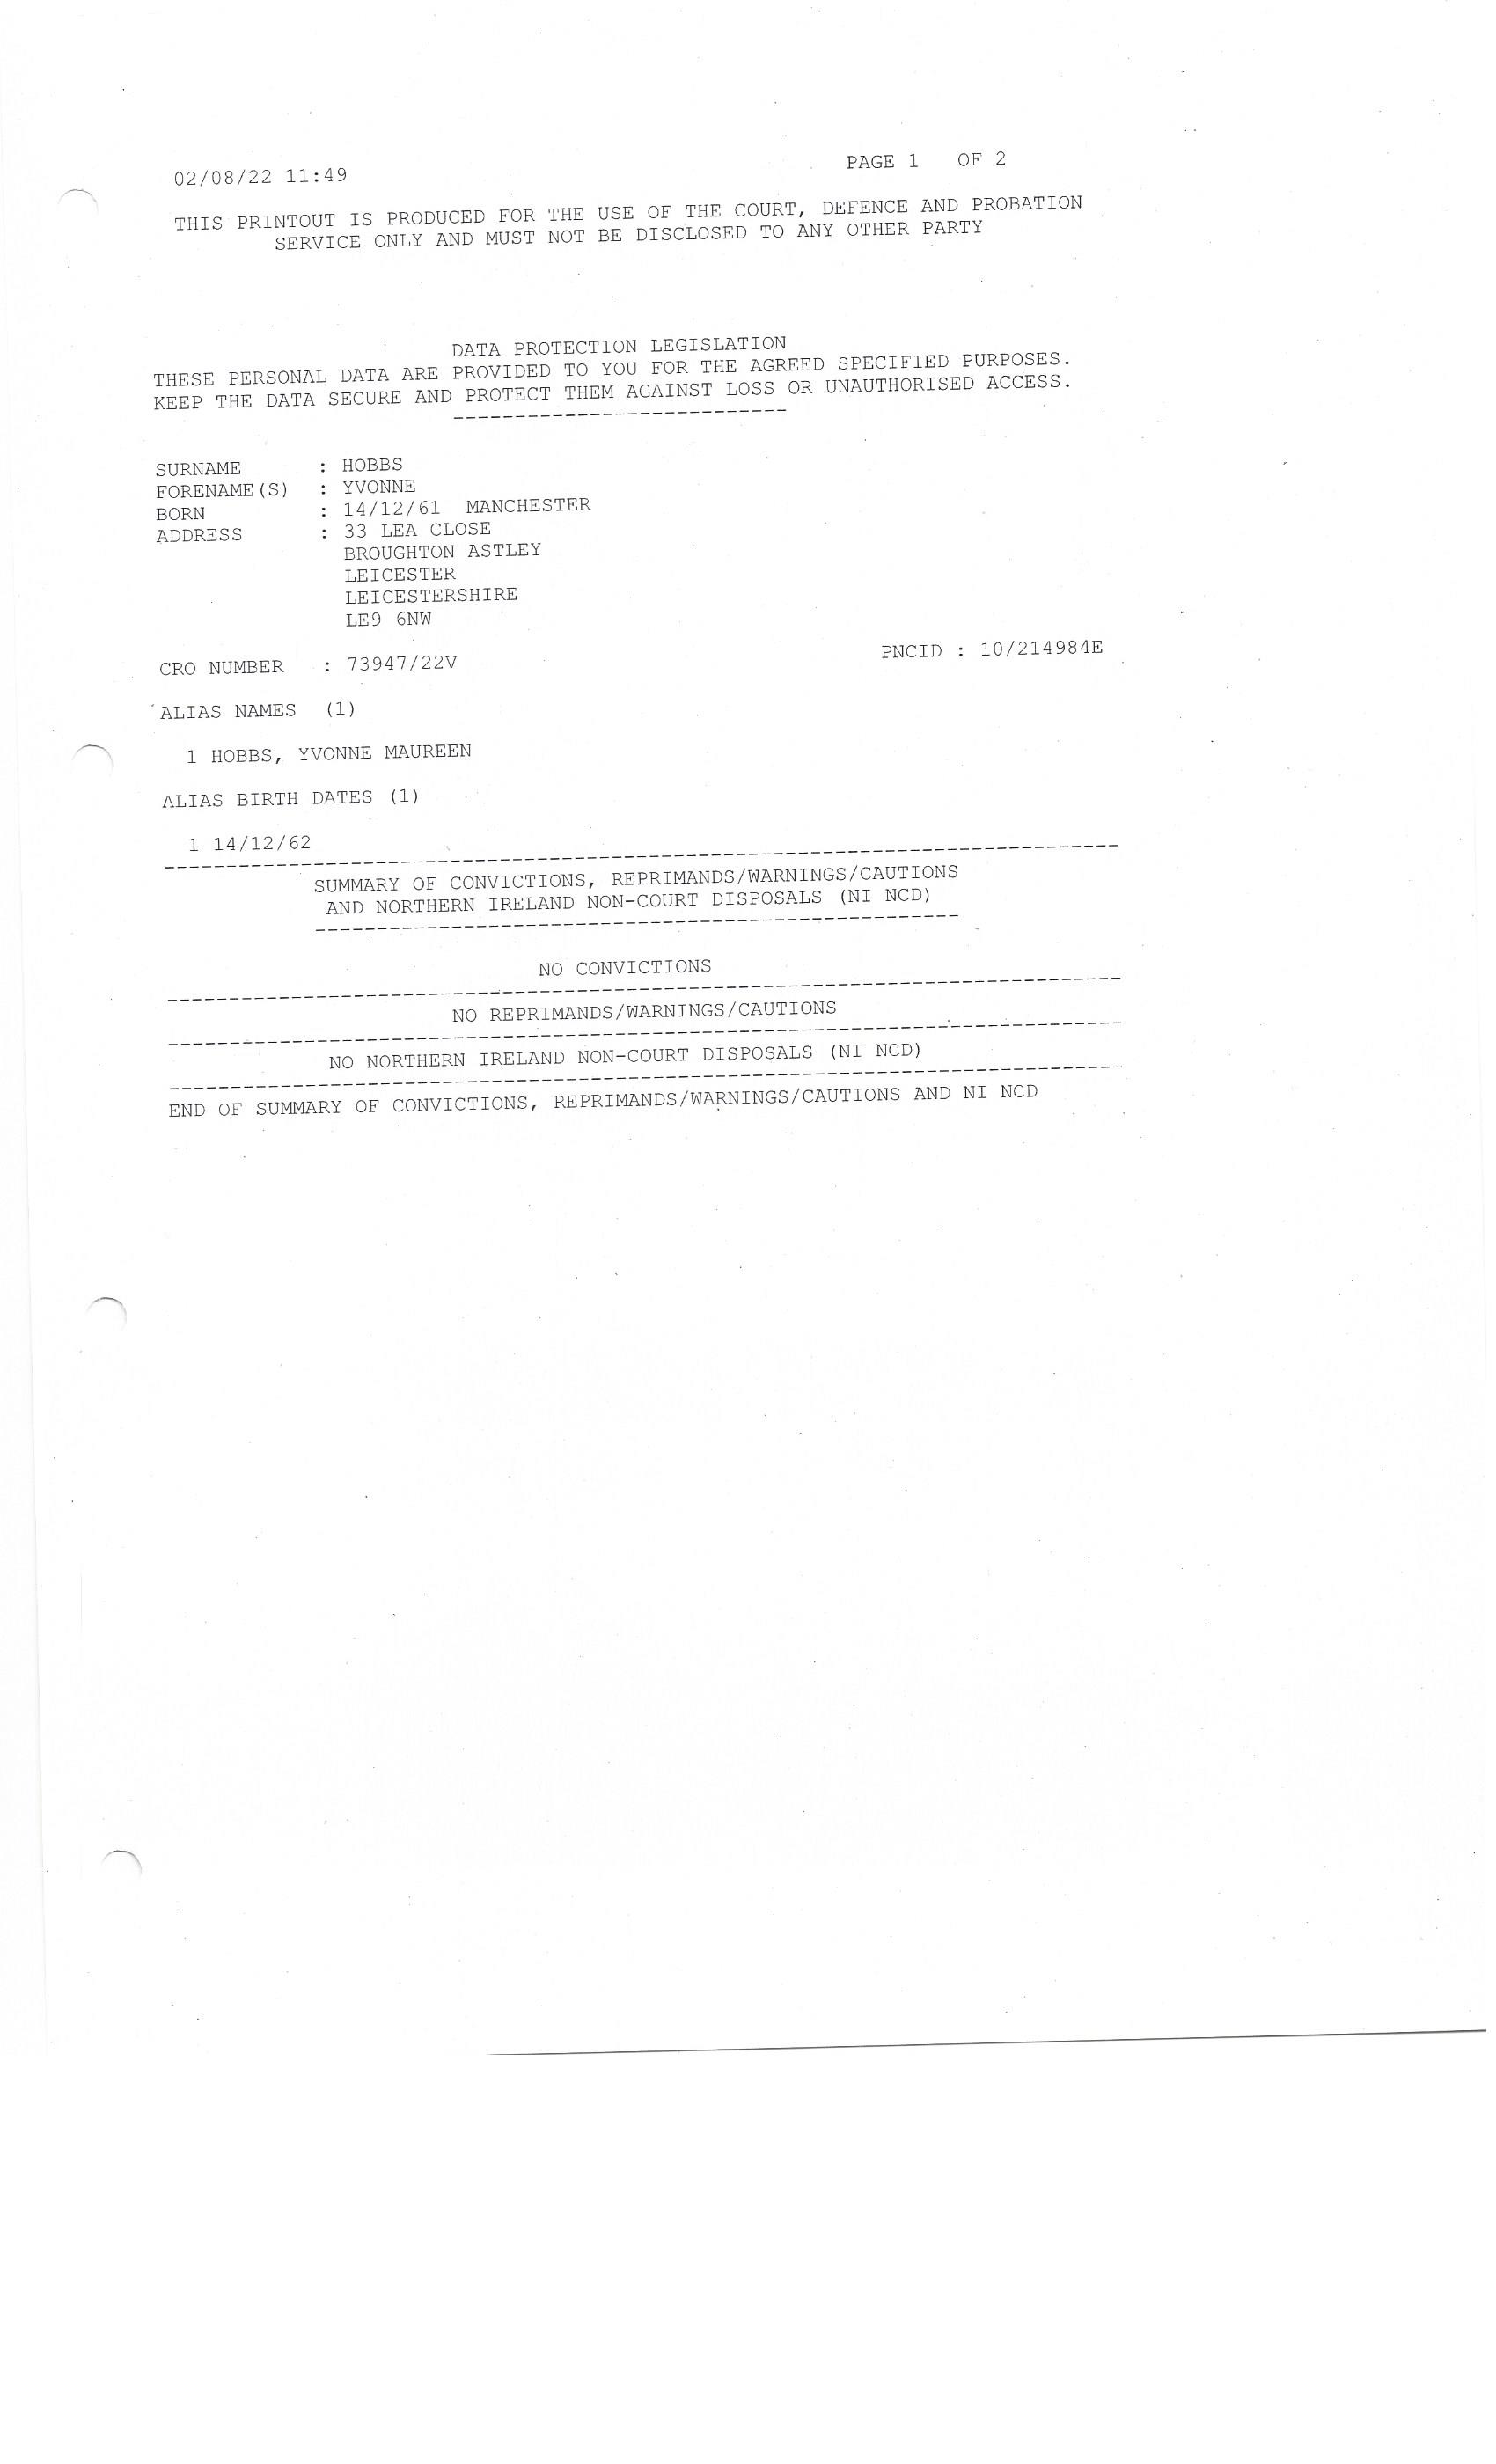 02/08/22 11:49
PAGE 1 OF 2
THIS PRINTOUT IS PRODUCED FOR THE USE OF THE COURT, DEFENCE AND PROBATION
SERVICE ONLY AND MUST NOT BE DISCLOSED TO ANY OTHER PARTY
DATA PROTECTION LEGISLATION
THESE PERSONAL DATA ARE PROVIDED TO YOU FOR THE AGREED SPECIFIED PURPOSES.
KEEP THE DATA SECURE AND PROTECT THEM AGAINST LOSS OR UNAUTHORISED ACCESS.
---------------------------
SURNAME : HOBBS
FORENAME(S) : YVONNE
BORN : 14/12/61 MANCHESTER
ADDRESS : 33 LEA CLOSE
BROUGHTON ASTLEY
LEICESTER
LEICESTERSHIRE
LE9 6NW
CRO NUMBER : 73947/22V
PNCID : 10/214984E
ALIAS NAMES (1)
1 HOBBS, YVONNE MAUREEN
ALIAS BIRTH DATES (1)
1 14/12/62
-----------------------------------------------------------------------------
SUMMARY OF CONVICTIONS, REPRIMANDS/WARNINGS/CAUTIONS
AND NORTHERN IRELAND NON-COURT DISPOSALS (NI NCD)
----------------------------------------------------
NO CONVICTIONS
-----------------------------------------------------------------------------
NO REPRIMANDS/WARNINGS/CAUTIONS
-----------------------------------------------------------------------------
NO NORTHERN IRELAND NON-COURT DISPOSALS (NI NCD)
-----------------------------------------------------------------------------
END OF SUMMARY OF CONVICTIONS, REPRIMANDS/WARNINGS/CAUTIONS AND NI NCD